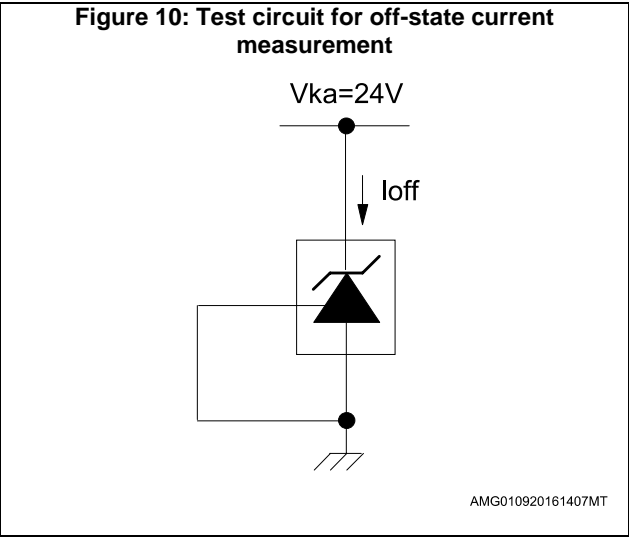 Figure 10: Test circuit for off-state current
measurement
Vka=24V
Ioff
AMG010920161407MT